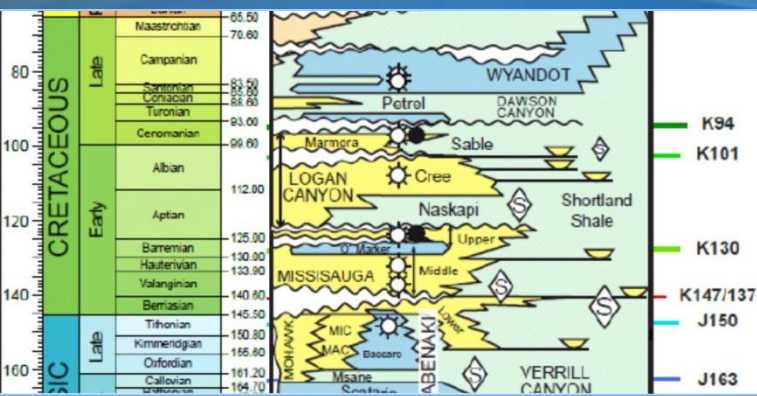 65.50
Maastrichtian
70.60
80
Campanian
Late
WYANDOT
83.50
Santonian
Coniacian
88.60
Petrel
DAWSON
CANYON
Turonian
93.00
K94
Cenomanian
Marmora
Sable
S
100
99.60
K101
CRETACEOUS
Albian
LOGAN
CANYON
Cree
112.00
Early
Aptian
Naskapi
S
Shortland
Shale
120
125.00
Upper
Barremian
O Marker
130.00
K130
Hauterivian
133.90
MISSISAUGA
Middle
Valanginian
S
140
140.60
K147/137
Berriasian
S
145.50
Lower
Tithonian
J150
150.80
Late
MOHAWK
MIC
MAC
Baccaro
ABENAKI
Kimmeridgian
155.60
Oxfordian
160
161.20
SIC
Callovian
Misane
S
VERRILL
CANYON
J163
164.70
Scatarie